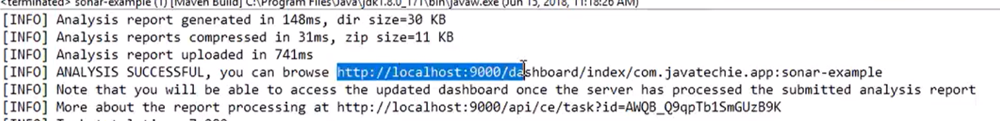 <terminated> sonar-example (1) [Maven Build] C:\Program Files\Java\jdk1.8.0_171\bin\javaw.exe (Jun 15, 2018, 11:18:26 AM)
[INFO] Analysis report generated in 148ms, dir size=30 KB
[INFO] Analysis reports compressed in 31ms, zip size=11 KB
[INFO] Analysis report uploaded in 741ms
[INFO] ANALYSIS SUCCESSFUL, you can browse http://localhost:9000/dashboard/index/com.javatechie.app:sonar-example
[INFO] Note that you will be able to access the updated dashboard once the server has processed the submitted analysis report
[INFO] More about the report processing at http://localhost:9000/api/ce/task?id=AWQB_Q9qpTb1SmGUzB9K